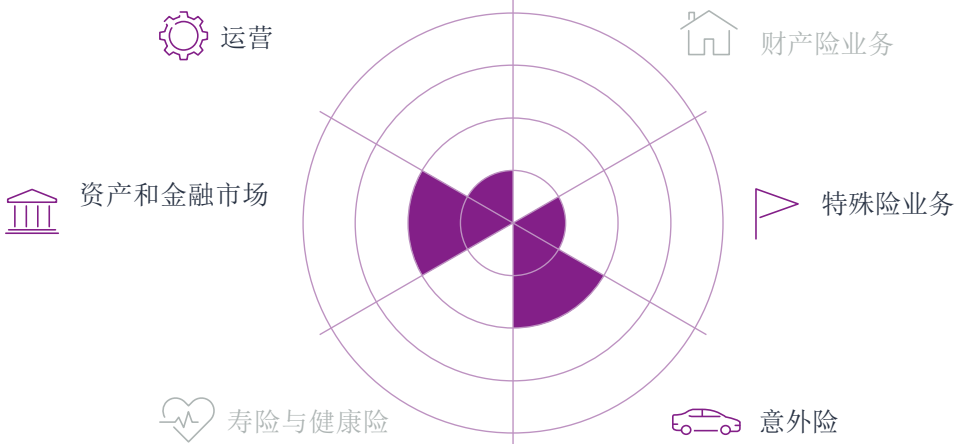 运营
财产险业务
资产和金融市场
特殊险业务
寿险与健康险
意外险